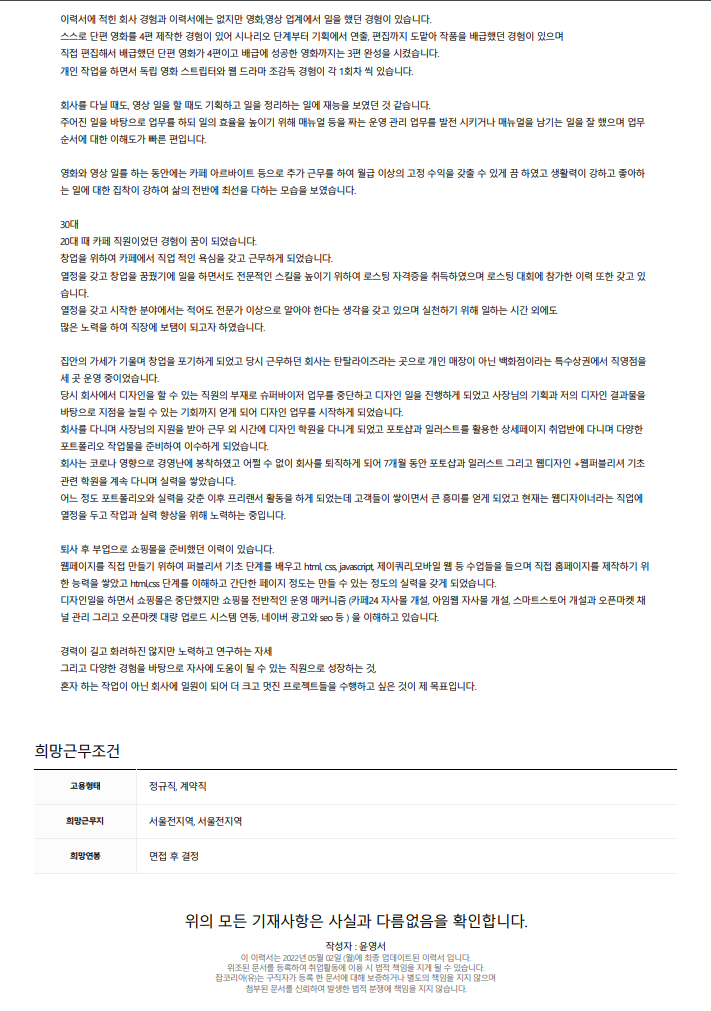 이력서에 적힌 회사 경험과 이력서에는 없지만 영화,영상 업계에서 일을 했던 경험이 있습니다.
스스로 단편 영화를 4편 제작한 경험이 있어 시나리오 단계부터 기획에서 연출, 편집까지 도맡아 작품을 배급했던 경험이 있으며
직접 편집해서 배급했던 단편 영화가 4편이고 배급에 성공한 영화까지는 3편 완성을 시켰습니다.
개인 작업을 하면서 독립 영화 스트립터와 웹 드라마 조감독 경험이 각 1회차 씩 있습니다.
회사를 다닐 때도, 영상 일을 할 때도 기획하고 일을 정리하는 일에 재능을 보였던 것 같습니다.
주어진 일을 바탕으로 업무를 하되 일의 효율을 높이기 위해 매뉴얼 등을 짜는 운영 관리 업무를 발전 시키거나 매뉴얼을 남기는 일을 잘 했으며 업무
순서에 대한 이해도가 빠른 편입니다.
영화와 영상 일를 하는 동안에는 카페 아르바이트 등으로 추가 근무를 하여 월급 이상의 고정 수익을 갖출 수 있게 끔 하였고 생활력이 강하고 좋아하
는 일에 대한 집착이 강하여 삶의 전반에 최선을 다하는 모습을 보였습니다.
30대
20대 때 카페 직원이었던 경험이 꿈이 되었습니다.
창업을 위하여 카페에서 직업 적인 욕심을 갖고 근무하게 되었습니다.
열정을 갖고 창업을 꿈꿨기에 일을 하면서도 전문적인 스킬을 높이기 위하여 로스팅 자격증을 취득하였으며 로스팅 대회에 참가한 이력 또한 갖고 있
습니다.
열정을 갖고 시작한 분야에서는 적어도 전문가 이상으로 알아야 한다는 생각을 갖고 있으며 실천하기 위해 일하는 시간 외에도
많은 노력을 하여 직장에 보탬이 되고자 하였습니다.
집안의 가세가 기울며 창업을 포기하게 되었고 당시 근무하던 회사는 탄탈라이즈라는 곳으로 개인 매장이 아닌 백화점이라는 특수상권에서 직영점을
세 곳 운영 중이었습니다.
당시 회사에서 디자인을 할 수 있는 직원의 부재로 슈퍼바이저 업무를 중단하고 디자인 일을 진행하게 되었고 사장님의 기획과 저의 디자인 결과물을
바탕으로 지점을 늘릴 수 있는 기회까지 얻게 되어 디자인 업무를 시작하게 되었습니다.
회사를 다니며 사장님의 지원을 받아 근무 외 시간에 디자인 학원을 다니게 되었고 포토샵과 일러스트를 활용한 상세페이지 취업반에 다니며 다양한
포트폴리오 작업물을 준비하여 이수하게 되었습니다.
회사는 코로나 영향으로 경영난에 봉착하였고 어쩔 수 없이 회사를 퇴직하게 되어 7개월 동안 포토샵과 일러스트 그리고 웹디자인 +웹퍼블리셔 기초
관련 학원을 계속 다니며 실력을 쌓았습니다.
어느 정도 포트폴리오와 실력을 갖춘 이후 프리랜서 활동을 하게 되었는데 고객들이 쌓이면서 큰 흥미를 얻게 되었고 현재는 웹디자이너라는 직업에
열정을 두고 작업과 실력 향상을 위해 노력하는 중입니다.
퇴사 후 부업으로 쇼핑몰을 준비했던 이력이 있습니다.
웹페이지를 직접 만들기 위하여 퍼블리셔 기초 단계를 배우고 html, css, javascript, 제이쿼리,모바일 웹 등 수업들을 들으며 직접 홈페이지를 제작하기 위
한 능력을 쌓았고 html,css 단계를 이해하고 간단한 페이지 정도는 만들 수 있는 정도의 실력을 갖게 되었습니다.
디자인일을 하면서 쇼핑몰은 중단했지만 쇼핑몰 전반적인 운영 매커니즘 (카페24 자사몰 개설, 아임웹 자사몰 개설, 스마트스토어 개설과 오픈마켓 채
널 관리 그리고 오픈마켓 대량 업로드 시스템 연동, 네이버 광고와 seo 등 ) 을 이해하고 있습니다.
경력이 길고 화려하진 않지만 노력하고 연구하는 자세
그리고 다양한 경험을 바탕으로 자사에 도움이 될 수 있는 직원으로 성장하는 것,
혼자 하는 작업이 아닌 회사에 일원이 되어 더 크고 멋진 프로젝트들을 수행하고 싶은 것이 제 목표입니다.
희망근무조건
고용형태 정규직, 계약직
희망근무지 서울전지역, 서울전지역
희망연봉 면접 후 결정
위의 모든 기재사항은 사실과 다름없음을 확인합니다.
작성자 : 윤영서
이 이력서는 2022년 05월 02일 (월)에 최종 업데이트된 이력서 입니다.
위조된 문서를 등록하여 취업활동에 이용 시 법적 책임을 지게 될 수 있습니다.
잡코리아(유)는 구직자가 등록 한 문서에 대해 보증하거나 별도의 책임을 지지 않으며
첨부된 문서를 신뢰하여 발생한 법적 분쟁에 책임을 지지 않습니다.